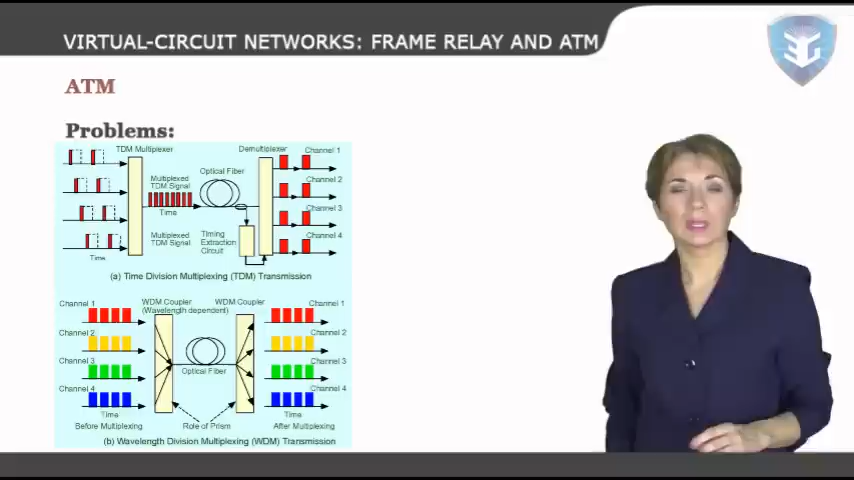 VIRTUAL-CIRCUIT NETWORKS: FRAME RELAY AND ATM
3G
ATM
Problems:
TDM Multiplexer
Demultiplexer
Channel 1
Optical Fiber
Multiplexed
TDM Signal
Channel 2
Time
Channel 3
Multiplexed
TDM Signal
Timing
Extraction
Circuit
Channel 4
Time
(a) Time Division Multiplexing (TDM) Transmission
Channel 1
WDM Coupler
(Wavelength dependent)
WDM Coupler
Channel 1
Channel 2
Channel 2
Channel 3
Optical Fiber
Channel 3
Channel 4
Channel 4
Time
Before Multiplexing
Role of Prism
Time
After Multiplexing
(b) Wavelength Division Multiplexing (WDM) Transmission